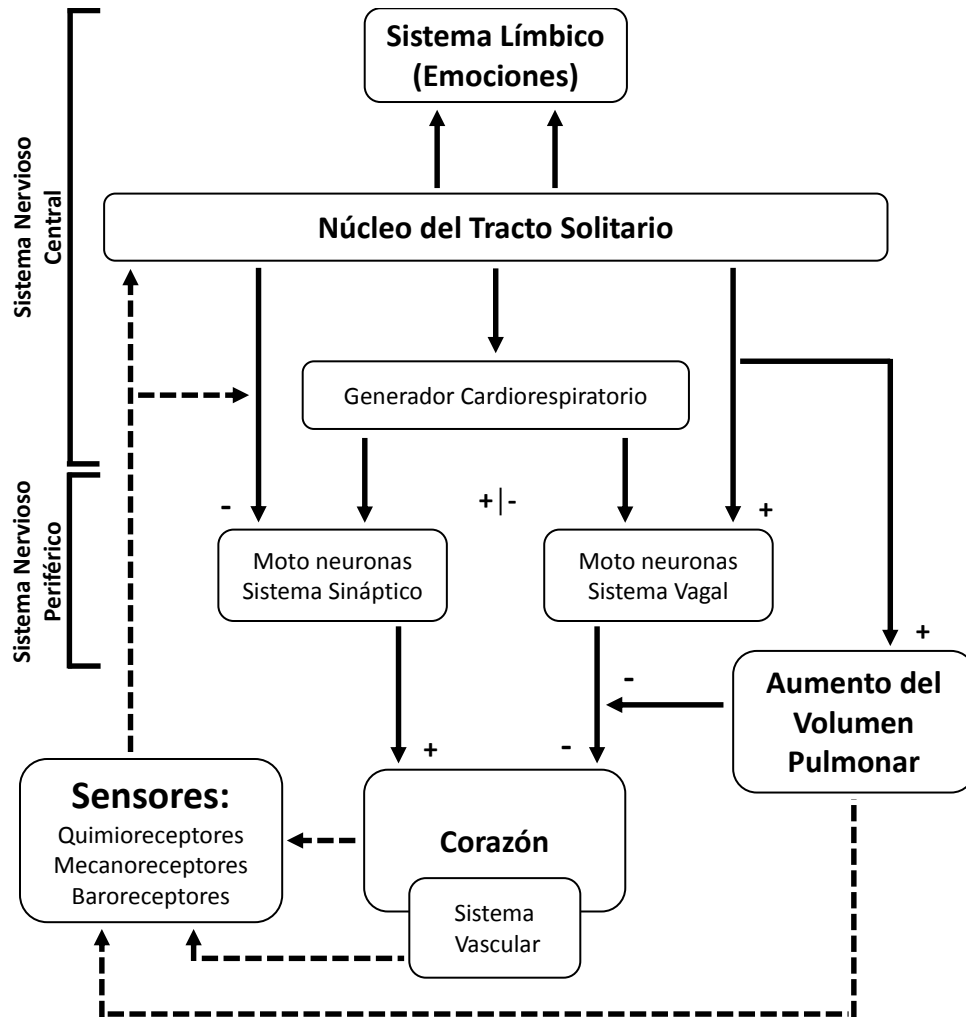 Sistema Límbico
(Emociones)
Sistema Nervioso
Central
Núcleo del Tracto Solitario
Generador Cardiorespiratorio
-
+|-
+
Sistema Nervioso
Periférico
Moto neuronas
Sistema Sináptico
Moto neuronas
Sistema Vagal
+
-
Aumento del
Volumen
Pulmonar
+
-
Sensores:
Quimioreceptores
Mecanoreceptores
Baroreceptores
Corazón
Sistema
Vascular